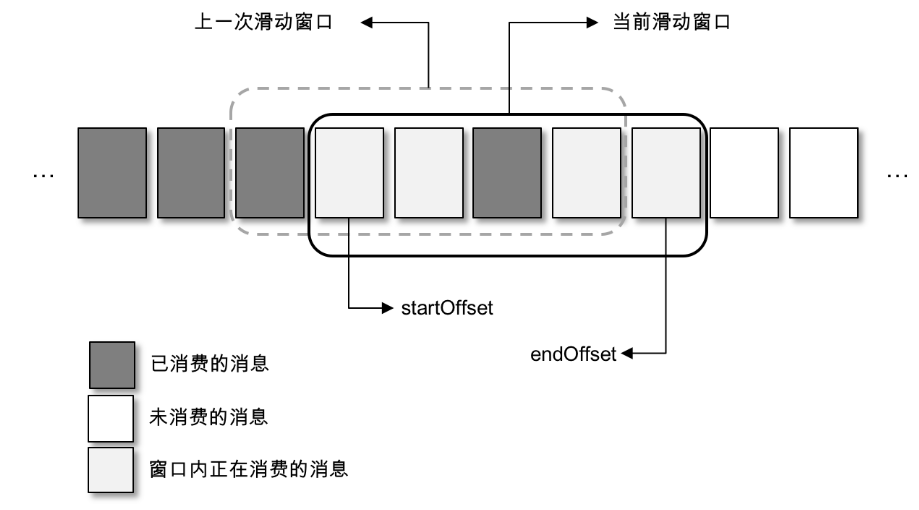 上一次滑动窗口
当前滑动窗口
...
...
startOffset
endOffset
已消费的消息
未消费的消息
窗口内正在消费的消息